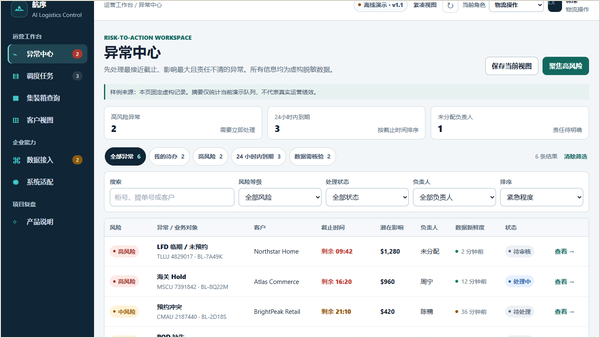 航序
AI Logistics Control
运营工作台 / 异常中心
离线演示 · v1.1
紧凑视图
当前角色
物流操作
物流操作
运营工作台
异常中心 2
调度任务 3
集装箱查询
客户视图
企业能力
数据接入 2
系统适配
项目复盘
产品说明
RISK-TO-ACTION WORKSPACE
异常中心
先处理最接近截止、影响最大且责任不清的异常。所有信息均为虚构脱敏数据。
保存当前视图
聚焦高风险
样例来源：本页固定虚构记录。摘要仅统计当前演示队列，不代表真实运营绩效。
高风险异常
2
需要立即处理
24小时内到期
3
按截止时间排序
未分配负责人
1
责任待明确
全部异常 6
我的待办 2
高风险 2
24 小时内到期 3
数据需核验 2
6 条结果
清除筛选
搜索
风险等级
处理状态
负责人
排序
柜号、提单号或客户
全部风险
全部状态
全部负责人
紧急程度
风险
异常 / 业务对象
客户
截止时间
潜在影响
负责人
数据新鲜度
状态
高风险
LFD 临期 / 未预约
TLLU 4829017 · BL-7A49K
Northstar Home
剩余 09:42
$1,280
未分配
2 分钟前
待审核
查看 →
高风险
海关 Hold
MSCU 7391842 · BL-8Q22M
Atlas Commerce
剩余 16:20
$960
周宁
12 分钟前
处理中
查看 →
中风险
预约冲突
CMAU 2187440 · BL-2D18S
BrightPeak Retail
剩余 21:10
$420
陈楠
36 分钟前
待处理
查看 →